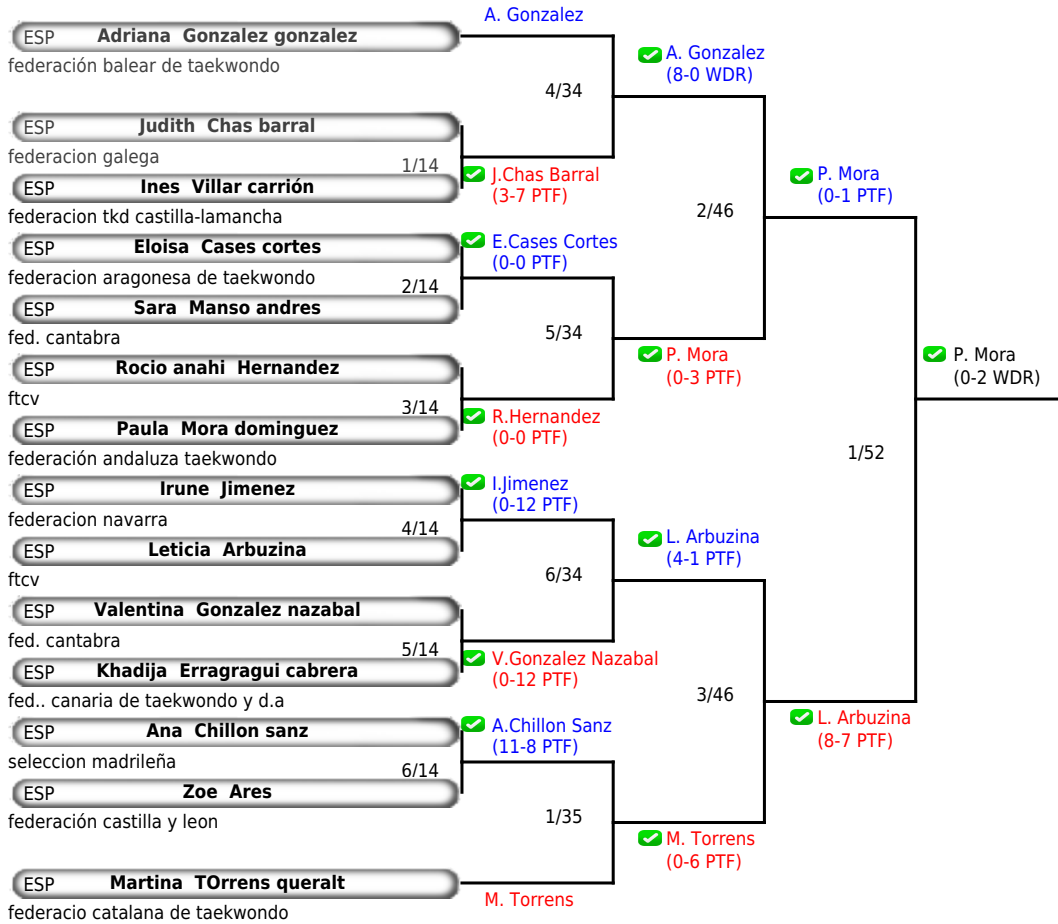 A. Gonzalez
ESP Adriana Gonzalez gonzalez
federación balear de taekwondo
A. Gonzalez
(8-0 WDR)
4/34
ESP Judith Chas barral
federacion galega
1/14
J.Chas Barral
(3-7 PTF)
ESP Ines Villar carrión
federacion tkd castilla-lamancha
P. Mora
(0-1 PTF)
2/46
ESP Eloisa Cases cortes
E.Cases Cortes
(0-0 PTF)
federacion aragonesa de taekwondo
2/14
ESP Sara Manso andres
fed. cantabra
5/34
P. Mora
(0-3 PTF)
P. Mora
(0-2 WDR)
ESP Rocio anahi Hernandez
ftcv
3/14
R.Hernandez
(0-0 PTF)
ESP Paula Mora dominguez
federación andaluza taekwondo
1/52
ESP Irune Jimenez
I.Jimenez
(0-12 PTF)
federacion navarra
4/14
ESP Leticia Arbuzina
ftcv
L. Arbuzina
(4-1 PTF)
6/34
ESP Valentina Gonzalez nazabal
fed. cantabra
5/14
V.Gonzalez Nazabal
(0-12 PTF)
ESP Khadija Erragragui cabrera
fed.. canaria de taekwondo y d.a
3/46
L. Arbuzina
(8-7 PTF)
ESP Ana Chillon sanz
A.Chillon Sanz
(11-8 PTF)
seleccion madrileña
6/14
ESP Zoe Ares
federación castilla y leon
1/35
M. Torrens
(0-6 PTF)
ESP Martina TOrrens queralt
M. Torrens
federacio catalana de taekwondo